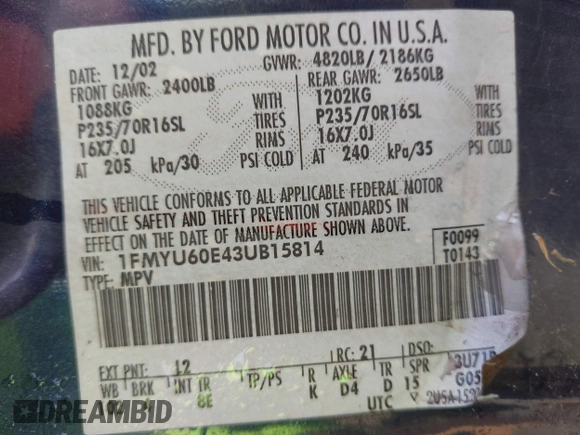 MFD. BY FORD MOTOR CO. IN U.S.A.
DATE: 12/02 GVWR: 4820LB/ 2186KG
FRONT GAWR: 2400LB REAR GAWR: 2650LB
1088KG WITH 1202KG WITH
P235/70R16SL TIRES P235/70R16SL TIRES
16X7.0J RIMS 16X7.0J RIMS
AT 205 kPa/30 PSI COLD AT 240 kPa/35 PSI COLD
THIS VEHICLE CONFORMS TO ALL APPLICABLE FEDERAL MOTOR
VEHICLE SAFETY AND THEFT PREVENTION STANDARDS IN
EFFECT ON THE DATE OF MANUFACTURE SHOWN ABOVE.
VIN: 1FMYU60E43UB15814 F0099
TYPE: MPV T0143
EXT PNT: 12 RC: 21 DSO:
WB BRK INT TR TP/PS R AXLE TR SPR
8E K D4 D 15 G05
UTC
DREAMBID